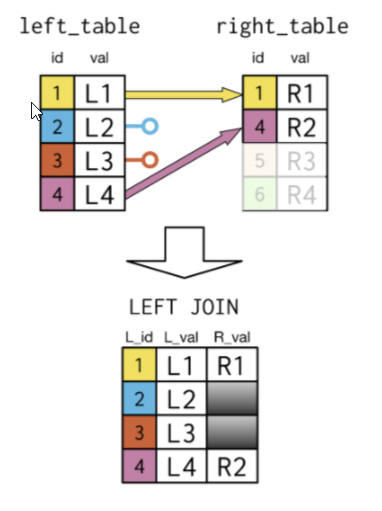 left_table right_table
id val id val
1 L1 1 R1
2 L2 4 R2
3 L3 5 R3
4 L4 6 R4
LEFT JOIN
L_id L_val R_val
1 L1 R1
2 L2
3 L3
4 L4 R2